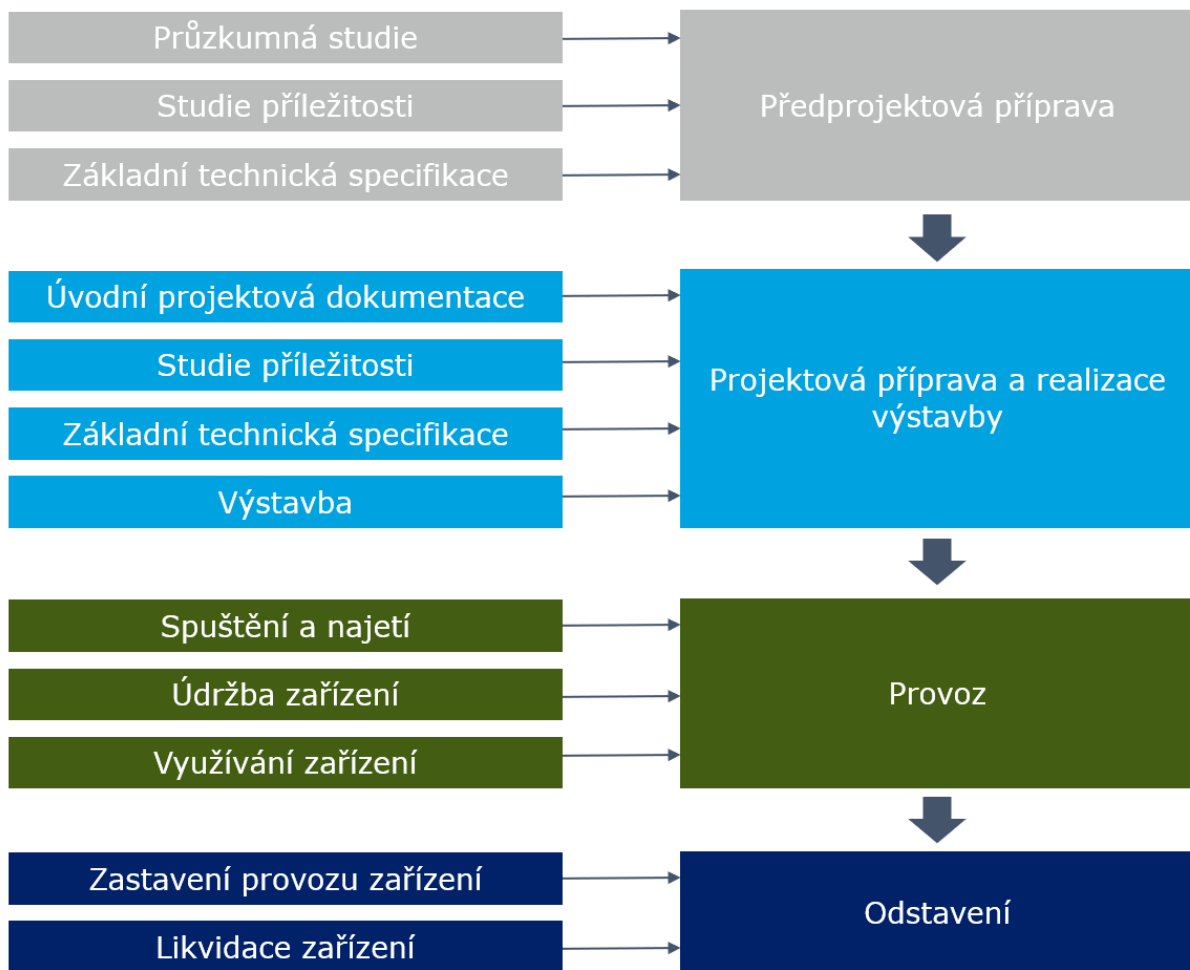 Průzkumná studie
Studie příležitosti
Základní technická specifikace
Předprojektová příprava
Úvodní projektová dokumentace
Studie příležitosti
Základní technická specifikace
Výstavba
Projektová příprava a realizace
výstavby
Spuštění a najetí
Údržba zařízení
Využívání zařízení
Provoz
Zastavení provozu zařízení
Likvidace zařízení
Odstavení